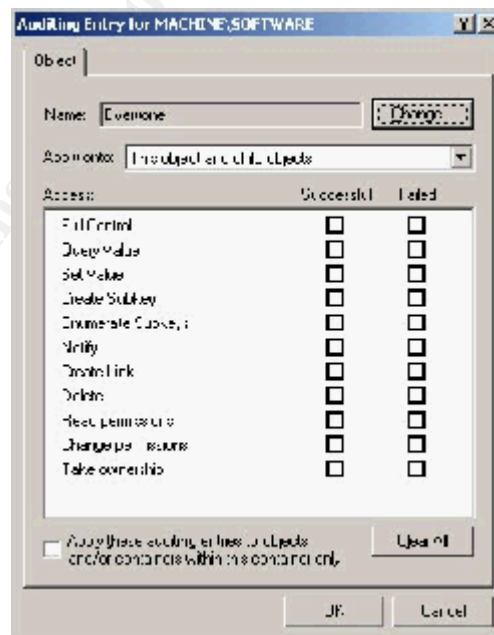 Auditing Entry for MACHINE\SOFTWARE
Object
Name: Everyone
Change...
Apply onto: This object and child objects
Access: Successful Failed
Full Control
Query Value
Set Value
Create Subkey
Enumerate Subkeys
Notify
Create Link
Delete
Read permissions
Change permissions
Take ownership
Apply these auditing entries to objects
and/or containers within this container only
Clear All
OK Cancel